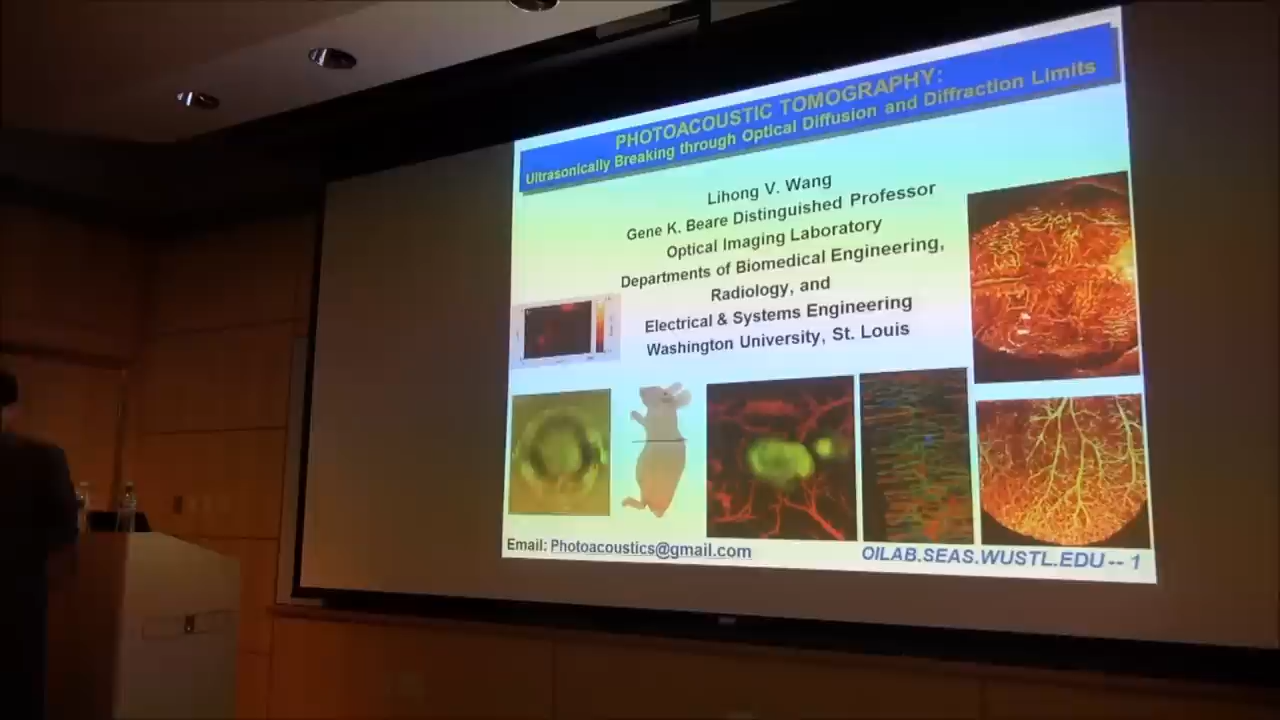 PHOTOACOUSTIC TOMOGRAPHY:
Ultrasonically Breaking through Optical Diffusion and Diffraction Limits
Lihong V. Wang
Gene K. Beare Distinguished Professor
Optical Imaging Laboratory
Departments of Biomedical Engineering,
Radiology, and
Electrical & Systems Engineering
Washington University, St. Louis
Email: Photoacoustics@gmail.com
OILAB.SEAS.WUSTL.EDU -- 1